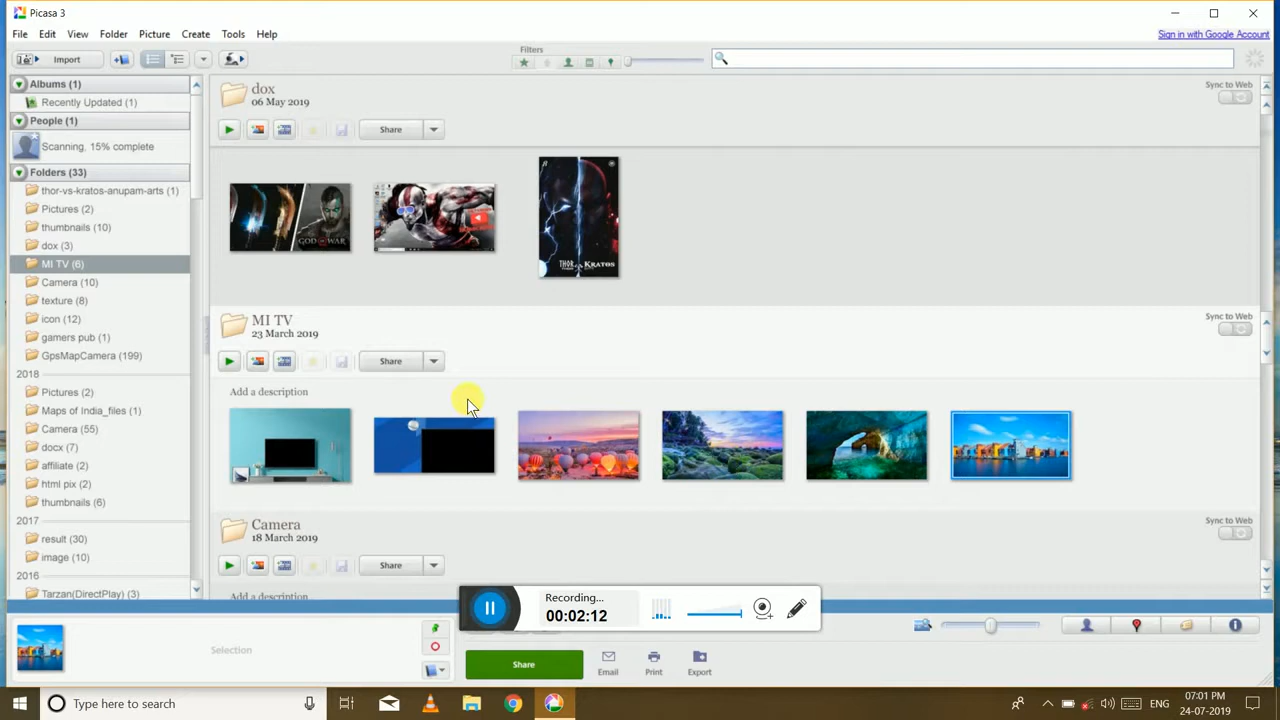 Picasa 3
File Edit View Folder Picture Create Tools Help
Sign in with Google Account
Import
Filters
Albums (1)
Recently Updated (1)
People (1)
Scanning, 15% complete
Folders (33)
thor-vs-kratos-anupam-arts (1)
Pictures (2)
thumbnails (10)
dox (3)
MI TV (6)
Camera (10)
texture (8)
icon (12)
gamers pub (1)
GpsMapCamera (199)
2018
Pictures (2)
Maps of India_files (1)
Camera (55)
docx (7)
affiliate (2)
html pix (2)
thumbnails (6)
2017
result (30)
image (10)
2016
Tarzan(DirectPlay) (3)
dox
06 May 2019
Sync to Web
Share
GOD WAR
THOR KRATOS
MI TV
23 March 2019
Sync to Web
Share
Add a description
Camera
18 March 2019
Sync to Web
Share
Add a description
Recording...
00:02:12
Selection
Share
Email
Print
Export
Type here to search
ENG
07:01 PM
24-07-2019